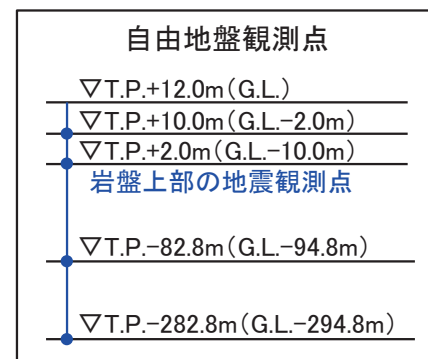 自由地盤観測点
▽T.P.+12.0m(G.L.)
▽T.P.+10.0m(G.L.-2.0m)
▽T.P.+2.0m(G.L.-10.0m)
岩盤上部の地震観測点
▽T.P.-82.8m(G.L.-94.8m)
▽T.P.-282.8m(G.L.-294.8m)